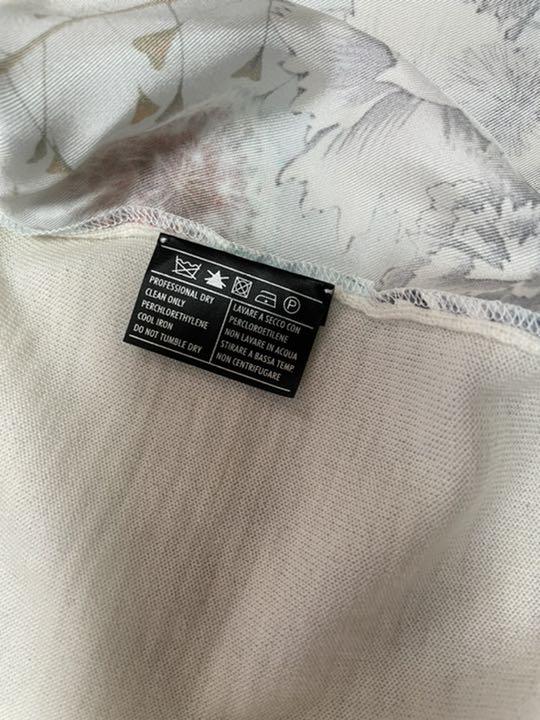 P
PROFESSIONAL DRY
CLEAN ONLY
PERCHLORETHYLENE
COOL IRON
DO NOT TUMBLE DRY
LAVARE A SECCO CON
PERCLOROETILENE
NON LAVARE IN ACQUA
STIRARE A BASSA TEMP
NON CENTRIFUGARE